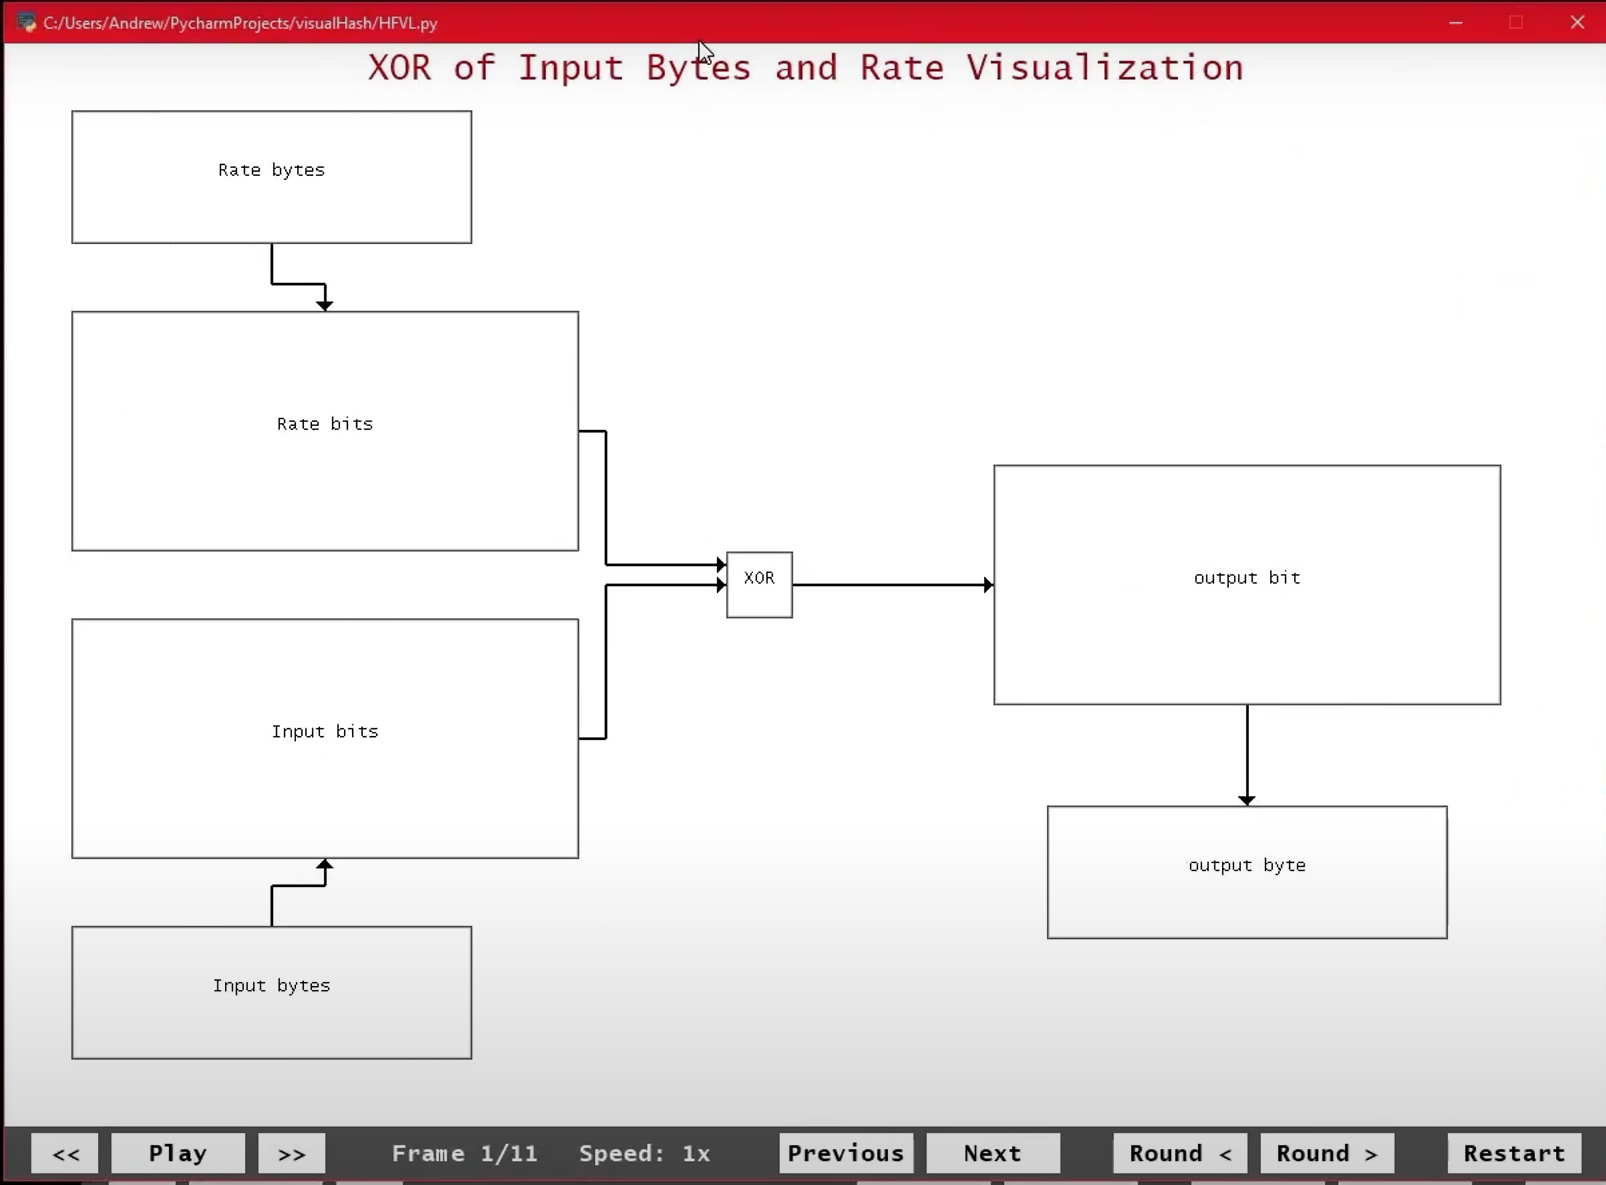 C:/Users/Andrew/PycharmProjects/visualHash/HFVL.py
XOR of Input Bytes and Rate Visualization
Rate bytes
Rate bits
XOR
output bit
Input bits
output byte
Input bytes
<< Play >> Frame 1/11 Speed: 1x Previous Next Round < Round > Restart